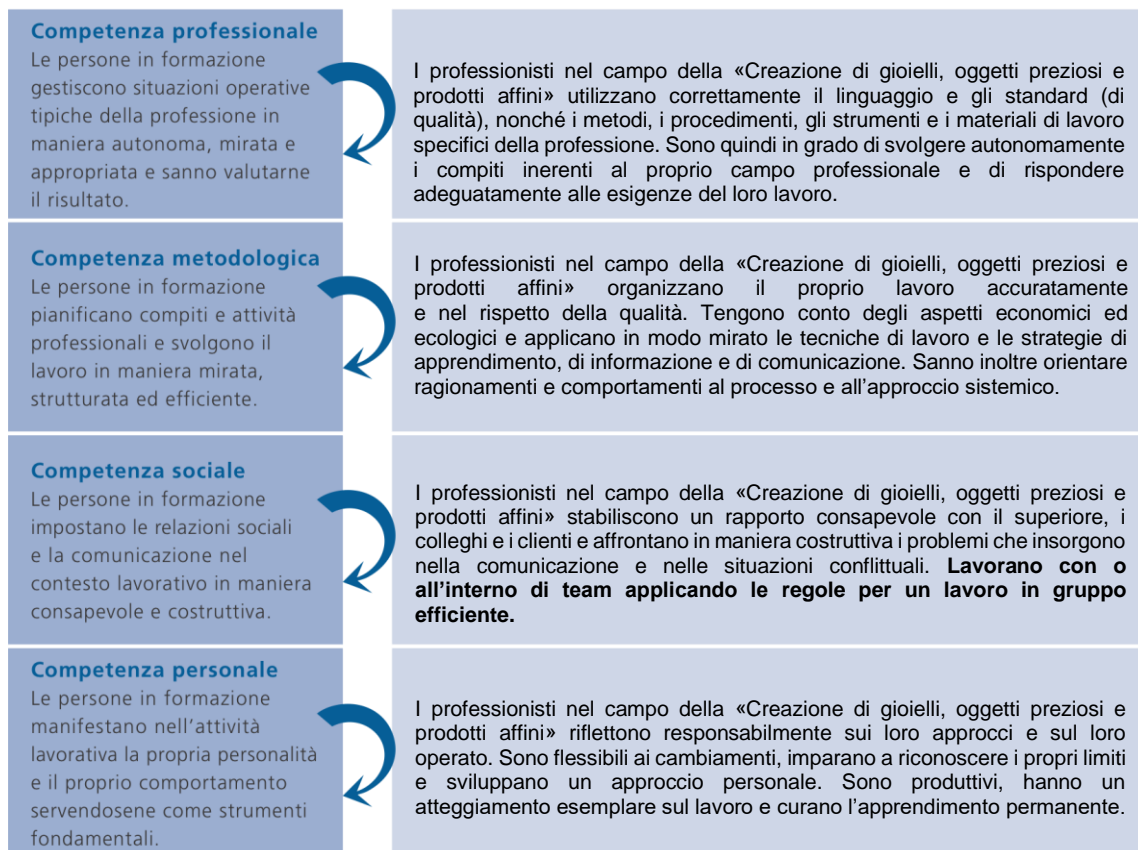 Competenza professionale
Le persone in formazione
gestiscono situazioni operative
tipiche della professione in
maniera autonoma, mirata e
appropriata e sanno valutarne
il risultato.
I professionisti nel campo della «Creazione di gioielli, oggetti preziosi e
prodotti affini» utilizzano correttamente il linguaggio e gli standard (di
qualità), nonché i metodi, i procedimenti, gli strumenti e i materiali di lavoro
specifici della professione. Sono quindi in grado di svolgere autonomamente
i compiti inerenti al proprio campo professionale e di rispondere
adeguatamente alle esigenze del loro lavoro.
Competenza metodologica
Le persone in formazione
pianificano compiti e attività
professionali e svolgono il
lavoro in maniera mirata,
strutturata ed efficiente.
I professionisti nel campo della «Creazione di gioielli, oggetti preziosi e
prodotti affini» organizzano il proprio lavoro accuratamente
e nel rispetto della qualità. Tengono conto degli aspetti economici ed
ecologici e applicano in modo mirato le tecniche di lavoro e le strategie di
apprendimento, di informazione e di comunicazione. Sanno inoltre orientare
ragionamenti e comportamenti al processo e all’approccio sistemico.
Competenza sociale
Le persone in formazione
impostano le relazioni sociali
e la comunicazione nel
contesto lavorativo in maniera
consapevole e costruttiva.
I professionisti nel campo della «Creazione di gioielli, oggetti preziosi e
prodotti affini» stabiliscono un rapporto consapevole con il superiore, i
colleghi e i clienti e affrontano in maniera costruttiva i problemi che insorgono
nella comunicazione e nelle situazioni conflittuali. Lavorano con o
all’interno di team applicando le regole per un lavoro in gruppo
efficiente.
Competenza personale
Le persone in formazione
manifestano nell’attività
lavorativa la propria personalità
e il proprio comportamento
servendosene come strumenti
fondamentali.
I professionisti nel campo della «Creazione di gioielli, oggetti preziosi e
prodotti affini» riflettono responsabilmente sui loro approcci e sul loro
operato. Sono flessibili ai cambiamenti, imparano a riconoscere i propri limiti
e sviluppano un approccio personale. Sono produttivi, hanno un
atteggiamento esemplare sul lavoro e curano l’apprendimento permanente.